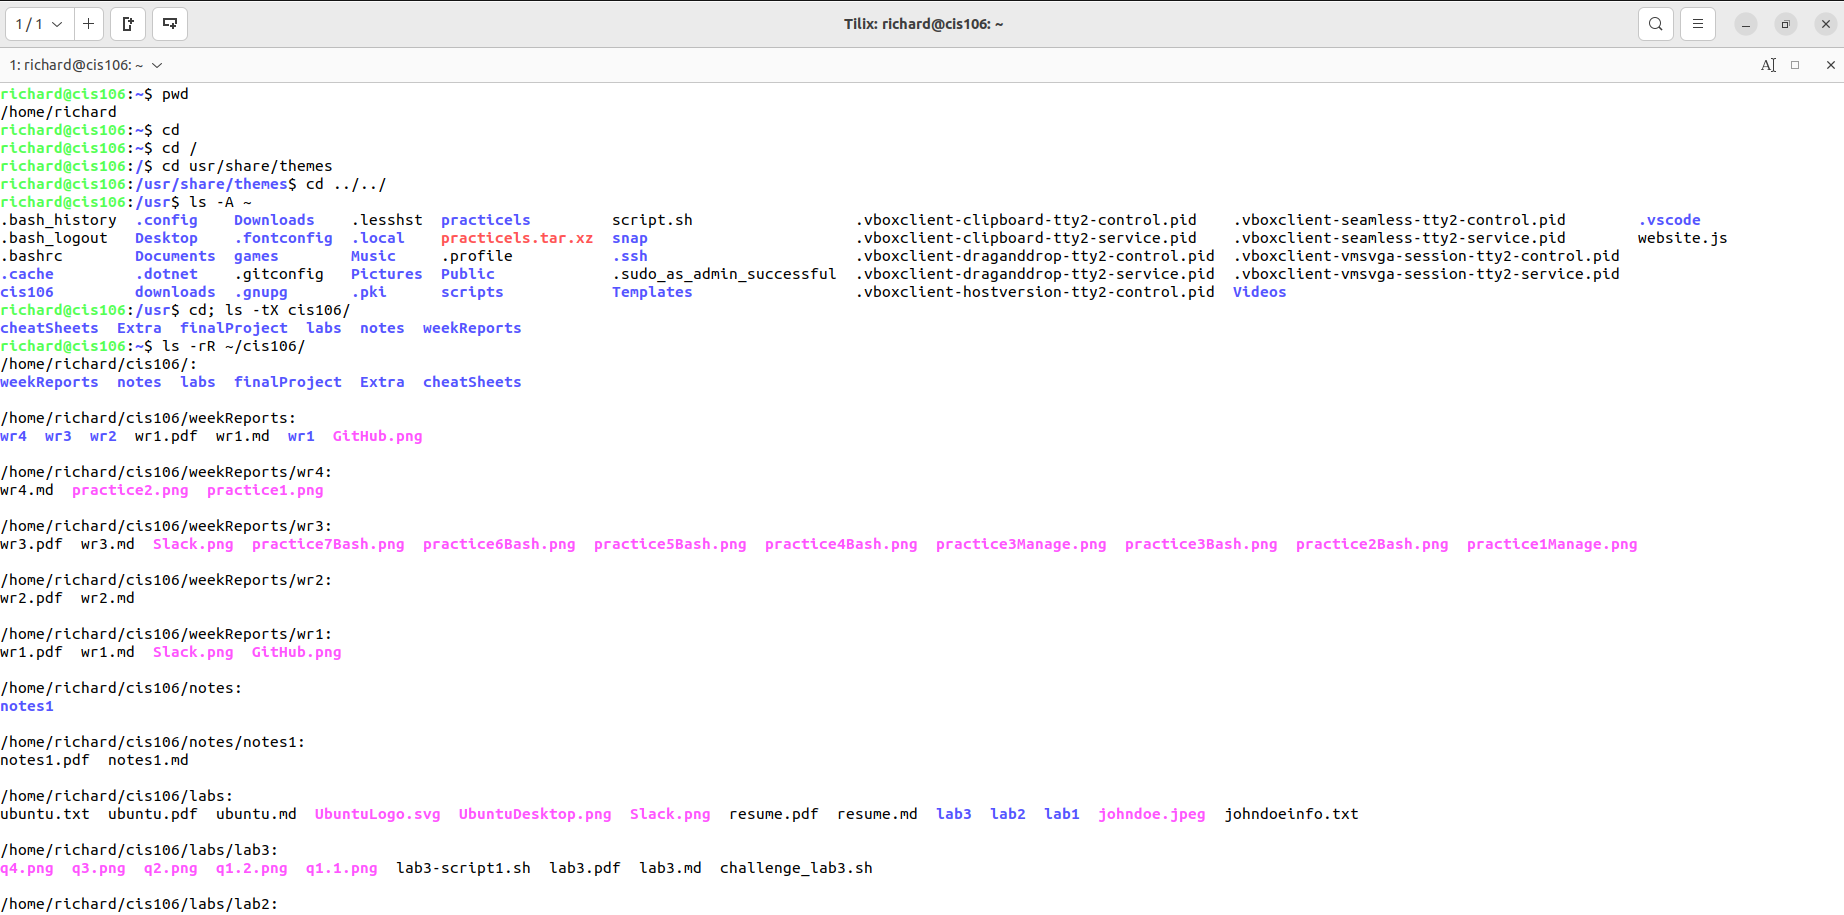 1 / 1
Tilix: richard@cis106: ~
1: richard@cis106: ~
richard@cis106:~$ pwd
/home/richard
richard@cis106:~$ cd
richard@cis106:~$ cd /
richard@cis106:/$ cd usr/share/themes
richard@cis106:/usr/share/themes$ cd ../../
richard@cis106:/usr$ ls -A ~
.bash_history .config Downloads .lesshst practicels script.sh .vboxclient-clipboard-tty2-control.pid .vboxclient-seamless-tty2-control.pid .vscode
.bash_logout Desktop .fontconfig .local practicels.tar.xz snap .vboxclient-clipboard-tty2-service.pid .vboxclient-seamless-tty2-service.pid website.js
.bashrc Documents games Music .profile .ssh .vboxclient-draganddrop-tty2-control.pid .vboxclient-vmsvga-session-tty2-control.pid
.cache .dotnet .gitconfig Pictures Public .sudo_as_admin_successful .vboxclient-draganddrop-tty2-service.pid .vboxclient-vmsvga-session-tty2-service.pid
cis106 downloads .gnupg .pki scripts Templates .vboxclient-hostversion-tty2-control.pid Videos
richard@cis106:/usr$ cd; ls -tX cis106/
cheatSheets Extra finalProject labs notes weekReports
richard@cis106:~$ ls -rR ~/cis106/
/home/richard/cis106/:
weekReports notes labs finalProject Extra cheatSheets
/home/richard/cis106/weekReports:
wr4 wr3 wr2 wr1.pdf wr1.md wr1 GitHub.png
/home/richard/cis106/weekReports/wr4:
wr4.md practice2.png practice1.png
/home/richard/cis106/weekReports/wr3:
wr3.pdf wr3.md Slack.png practice7Bash.png practice6Bash.png practice5Bash.png practice4Bash.png practice3Manage.png practice3Bash.png practice2Bash.png practice1Manage.png
/home/richard/cis106/weekReports/wr2:
wr2.pdf wr2.md
/home/richard/cis106/weekReports/wr1:
wr1.pdf wr1.md Slack.png GitHub.png
/home/richard/cis106/notes:
notes1
/home/richard/cis106/notes/notes1:
notes1.pdf notes1.md
/home/richard/cis106/labs:
ubuntu.txt ubuntu.pdf ubuntu.md UbuntuLogo.svg UbuntuDesktop.png Slack.png resume.pdf resume.md lab3 lab2 lab1 johndoe.jpeg johndoeinfo.txt
/home/richard/cis106/labs/lab3:
q4.png q3.png q2.png q1.2.png q1.1.png lab3-script1.sh lab3.pdf lab3.md challenge_lab3.sh
/home/richard/cis106/labs/lab2: